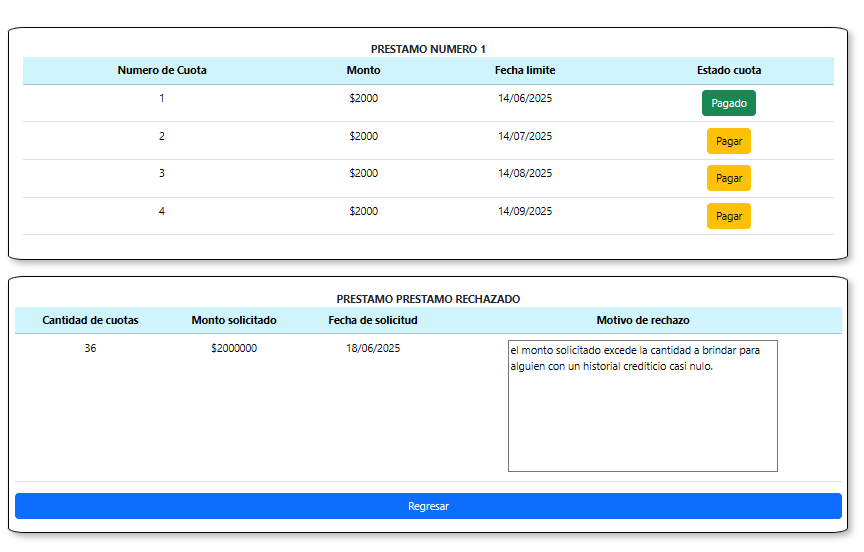 PRESTAMO NUMERO 1
Numero de Cuota Monto Fecha limite Estado cuota
1 $2000 14/06/2025 Pagado
2 $2000 14/07/2025 Pagar
3 $2000 14/08/2025 Pagar
4 $2000 14/09/2025 Pagar
PRESTAMO PRESTAMO RECHAZADO
Cantidad de cuotas Monto solicitado Fecha de solicitud Motivo de rechazo
36 $2000000 18/06/2025 el monto solicitado excede la cantidad a brindar para
alguien con un historial crediticio casi nulo.
Regresar